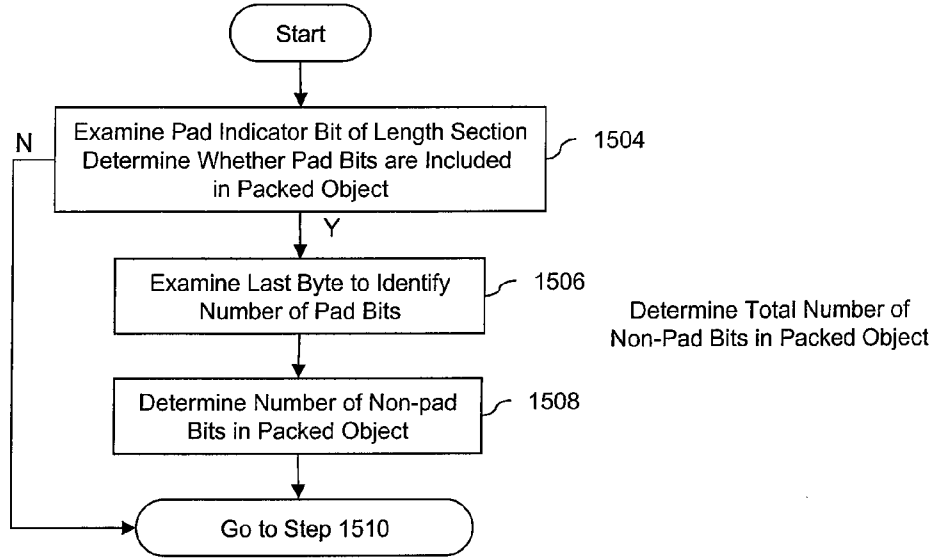 Start
N
Examine Pad Indicator Bit of Length Section
Determine Whether Pad Bits are Included
in Packed Object
1504
Y
Examine Last Byte to Identify
Number of Pad Bits
1506
Determine Total Number of
Non-Pad Bits in Packed Object
Determine Number of Non-pad
Bits in Packed Object
1508
Go to Step 1510